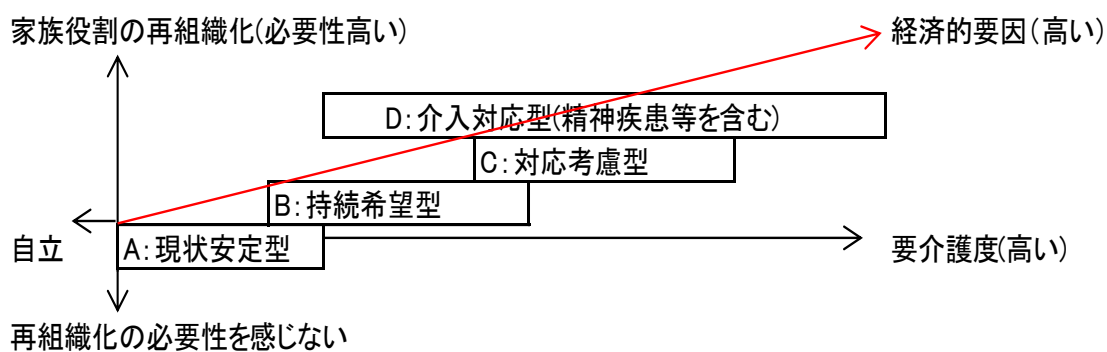 家族役割の再組織化(必要性高い)
経済的要因(高い)
D:介入対応型(精神疾患等を含む)
C:対応考慮型
B:持続希望型
自立
A:現状安定型
要介護度(高い)
再組織化の必要性を感じない